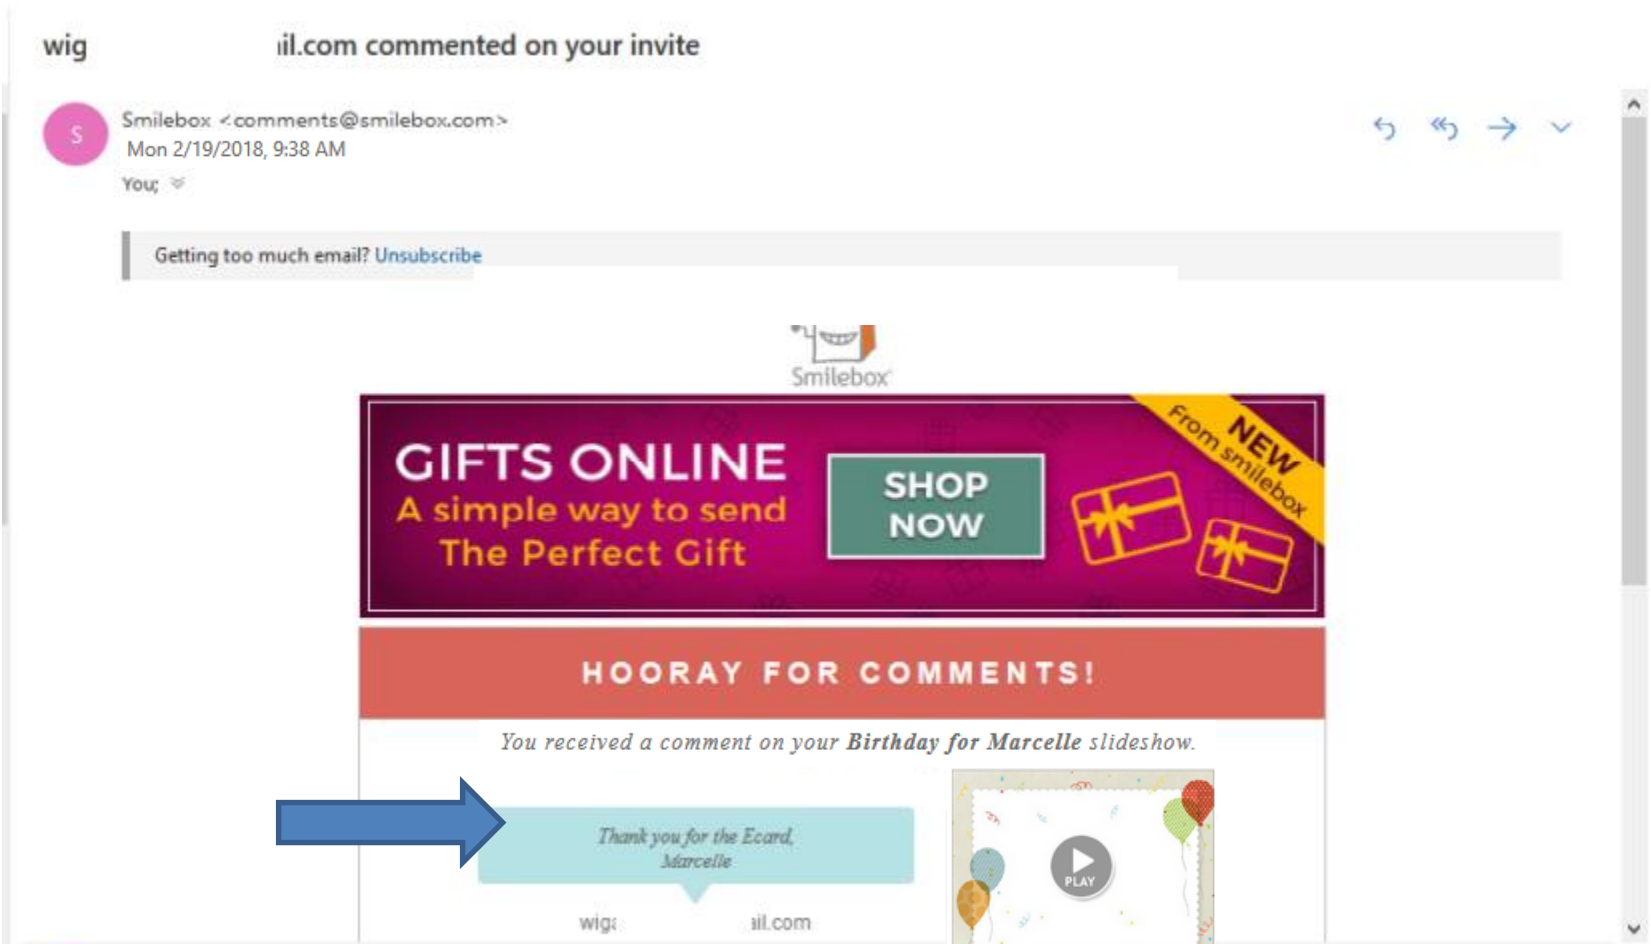 wig il.com commented on your invite
S
Smilebox <comments@smilebox.com>
Mon 2/19/2018, 9:38 AM
You;
Getting too much email? Unsubscribe
Smilebox
GIFTS ONLINE
A simple way to send
The Perfect Gift
SHOP
NOW
NEW
From smilebox
HOORAY FOR COMMENTS!
You received a comment on your Birthday for Marcelle slideshow.
Thank you for the Ecard,
Marcelle
PLAY
wiga ail.com